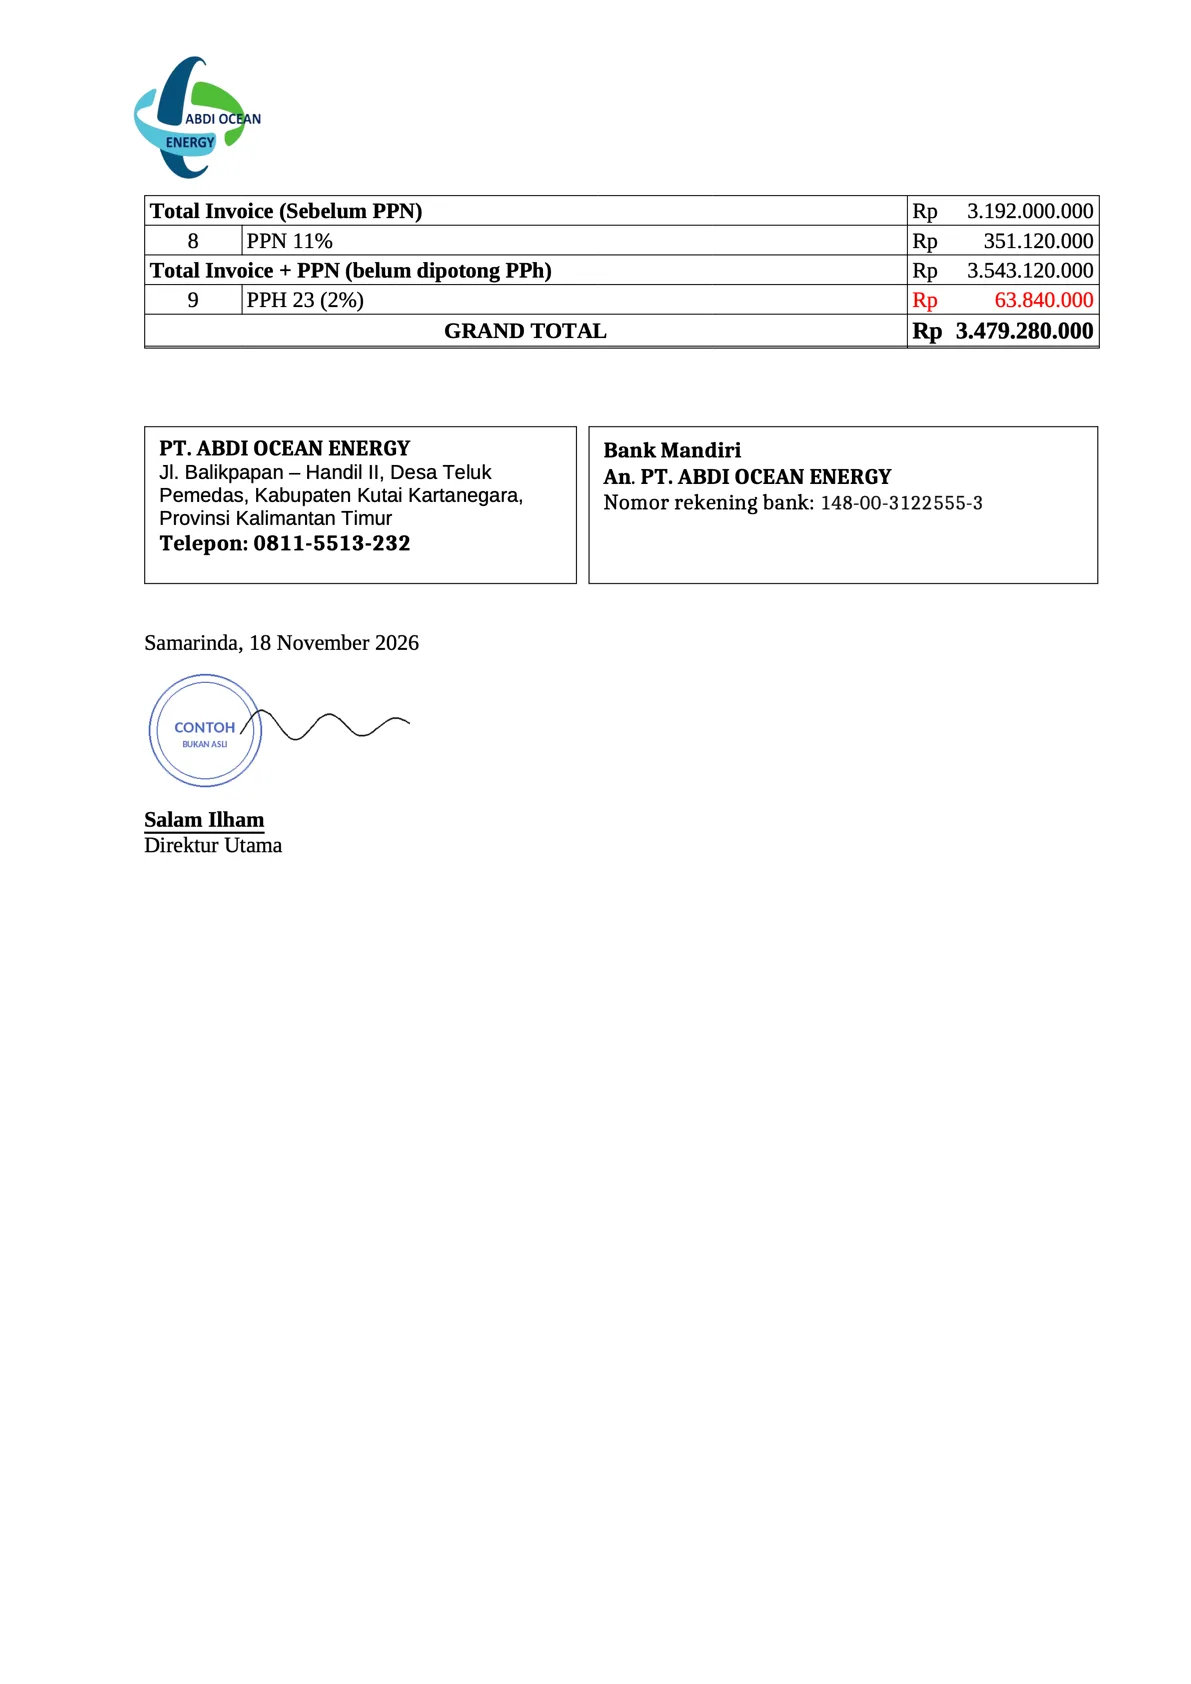 ABDI OCEAN
ENERGY
Total Invoice (Sebelum PPN) Rp 3.192.000.000
8 PPN 11% Rp 351.120.000
Total Invoice + PPN (belum dipotong PPh) Rp 3.543.120.000
9 PPH 23 (2%) Rp 63.840.000
GRAND TOTAL Rp 3.479.280.000
PT. ABDI OCEAN ENERGY
Jl. Balikpapan – Handil II, Desa Teluk
Pemedas, Kabupaten Kutai Kartanegara,
Provinsi Kalimantan Timur
Telepon: 0811-5513-232
Bank Mandiri
An. PT. ABDI OCEAN ENERGY
Nomor rekening bank: 148-00-3122555-3
Samarinda, 18 November 2026
CONTOH
BUKAN ASLI
Salam Ilham
Direktur Utama